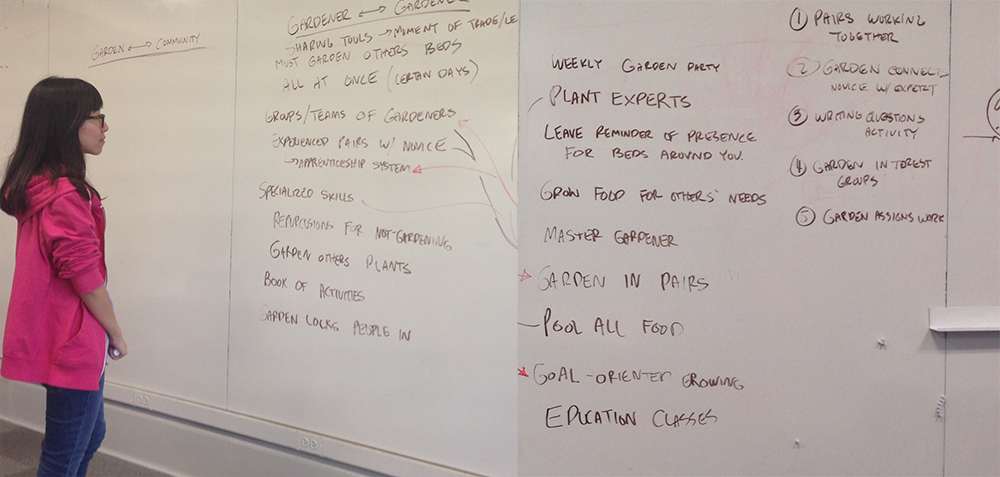 GARDEN ↔ COMMUNITY
GARDENER ↔ GARDENE
→ SHARING TOOLS → MOMENT OF TRADE/LE
MUST GARDEN OTHERS BEDS
ALL AT ONCE (CERTAIN DAYS)
GROUPS/TEAMS OF GARDENERS
EXPERIENCED PAIRS W/ NOVICE
→ APPRENTICESHIP SYSTEM
SPECIALIZED SKILLS
REPURCISIONS FOR NOT-GARDENING
GARDEN OTHERS PLANTS
BOOK OF ACTIVITIES
GARDEN LOCKS PEOPLE IN
WEEKLY GARDEN PARTY
PLANT EXPERTS
LEAVE REMINDER OF PRESENCE
FOR BEDS AROUND YOU.
GROW FOOD FOR OTHERS' NEEDS
MASTER GARDENER
GARDEN IN PAIRS
POOL ALL FOOD
GOAL-ORIENTED GROWING
EDUCATION CLASSES
① PAIRS WORKING
TOGETHER
② GARDEN CONNECTS
NOVICE W/ EXPERT
③ WRITING QUESTIONS
ACTIVITY
④ GARDEN INTEREST
GROUPS
⑤ GARDEN ASSIGNS WORK